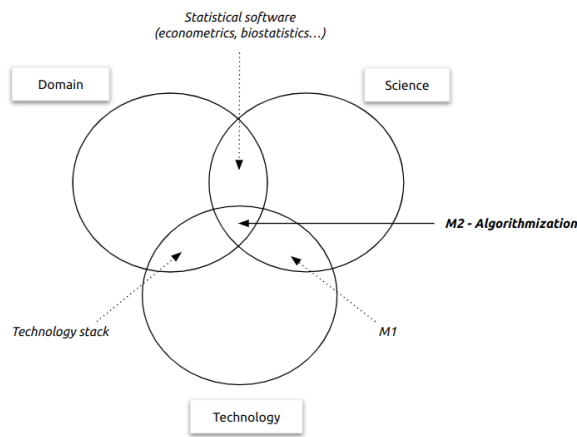 Statistical software
(econometrics, biostatistics…)
Domain
Science
M2 - Algorithmization
Technology stack
M1
Technology